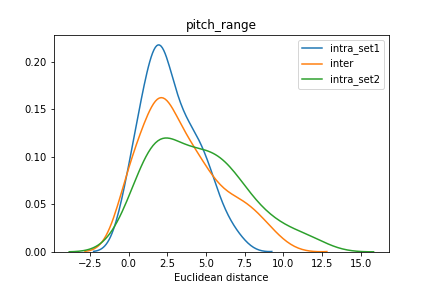 pitch_range
intra_set1
inter
intra_set2
0.20
0.15
0.10
0.05
0.00
−2.5 0.0 2.5 5.0 7.5 10.0 12.5 15.0
Euclidean distance